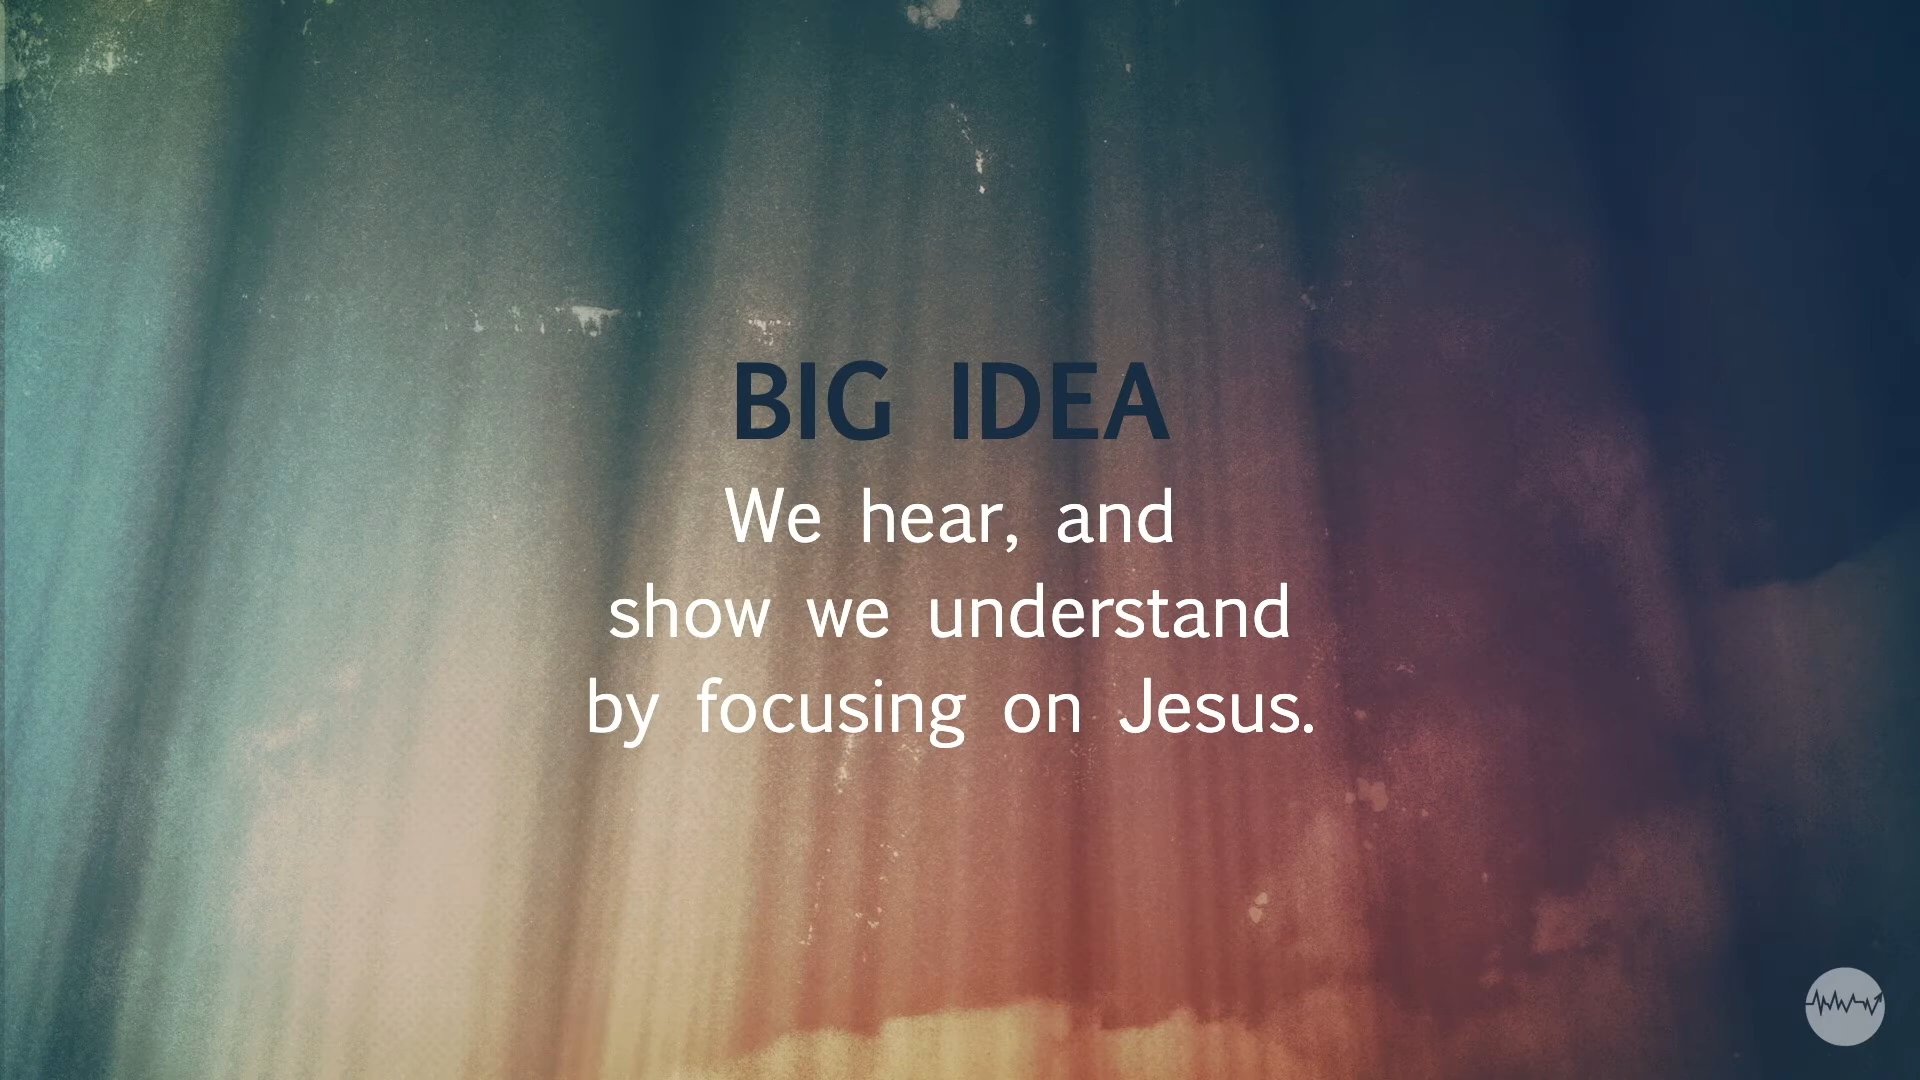 BIG IDEA
We hear, and
show we understand
by focusing on Jesus.